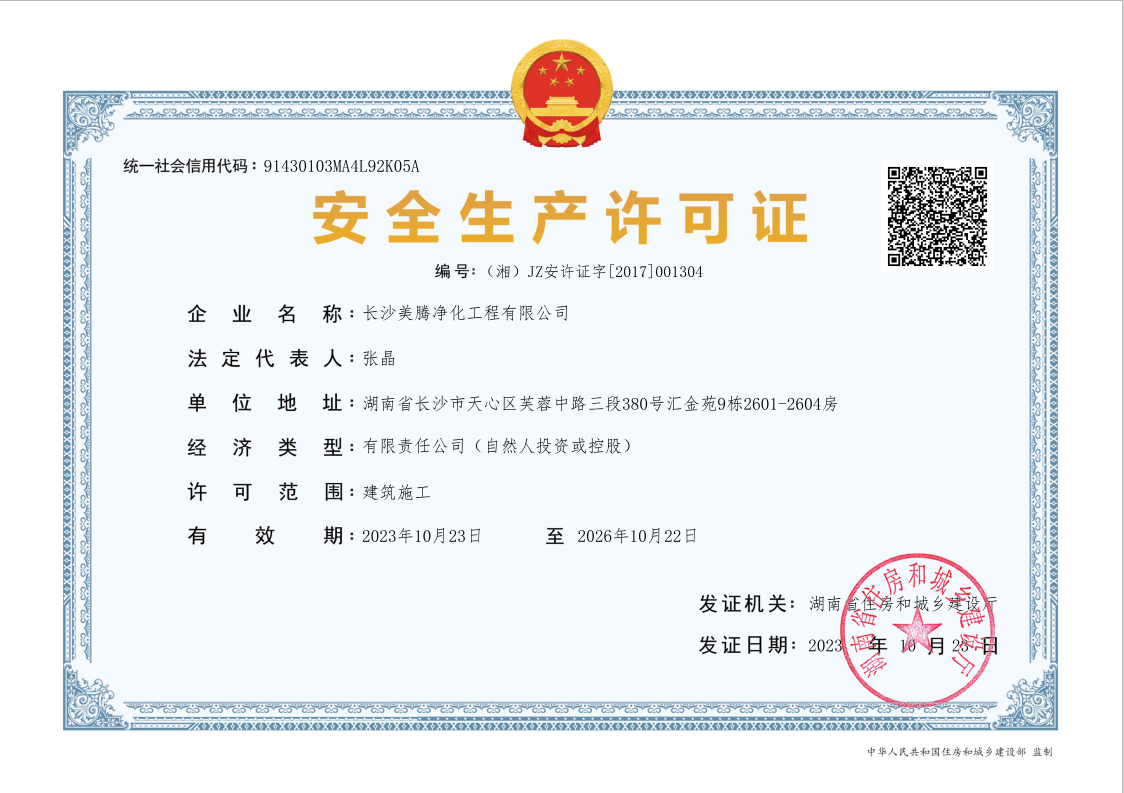 统一社会信用代码：91430103MA4L92K05A
安全生产许可证
编号：（湘）JZ安许证字[2017]001304
企业名称：长沙美腾净化工程有限公司
法定代表人：张晶
单位地址：湖南省长沙市天心区芙蓉中路三段380号汇金苑9栋2601-2604房
经济类型：有限责任公司（自然人投资或控股）
许可范围：建筑施工
有效期：2023年10月23日 至 2026年10月22日
发证机关：湖南省住房和城乡建设厅
发证日期：2023 年 10 月 23 日
湖南省住房和城乡建设厅
中华人民共和国住房和城乡建设部 监制